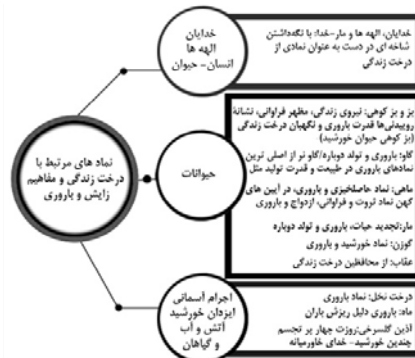 نماد های مرتبط با
درخت زندگی و مفاهیم
زایش و باروری
خدایان
الهه ها
انسان- حیوان
خدایان، الهه ها و مار-خدا: با نگه‌داشتن
شاخه ای در دست به عنوان نمادی از
درخت زندگی
حیوانات
بز و بز کوهی: نیروی زندگی، مظهر فراوانی، نشانهٔ
روییدنی‌ها قدرت باروری و نگهبان درخت زندگی
(بز کوهی حیوان خورشید)
گاو: باروری و تولد دوباره/گاو نر از اصلی ترین
نمادهای باروری در طبیعت و قدرت تولید مثل
ماهی: نماد حاصلخیزی و باروری، در آیین های
کهن نماد ثروت و فراوانی، ازدواج و باروری
مار: تجدید حیات، باروری و تولد دوباره
گوزن: نماد خورشید و باروری
عقاب: از محافظین درخت زندگی
اجرام آسمانی
ایزدان خورشید
آتش و آب
و گیاهان
درخت نخل: نماد باروری
ماه: باروری دلیل ریزش باران
آذین گلسرخی: روزت چهار پر تجسم
چندین خورشید- خدای خاورمیانه